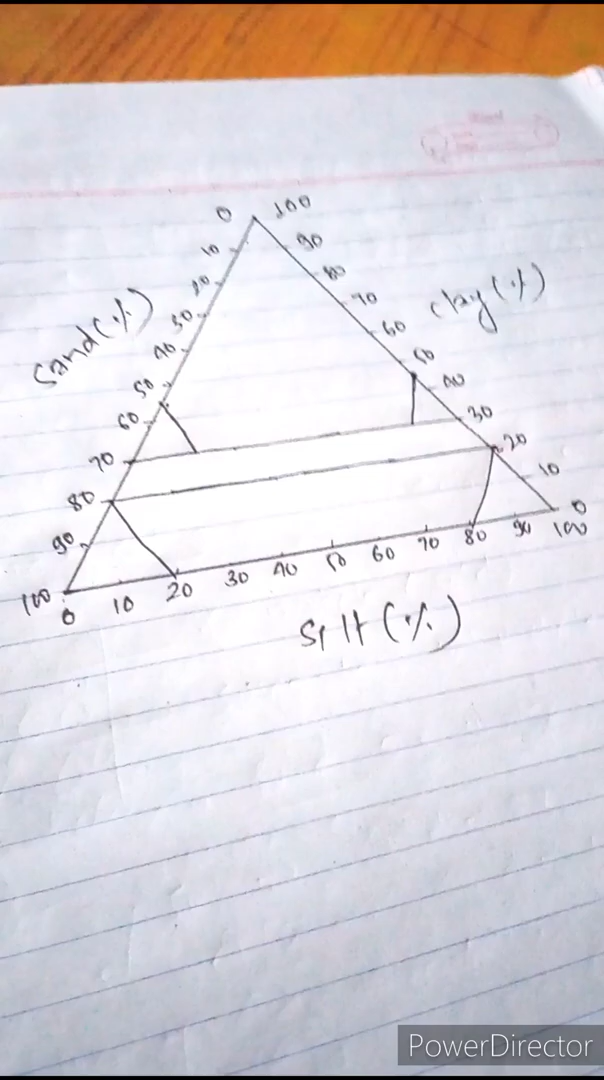 0 100
10 90
20 80
30 70
40 60
50 50
60 40
70 30
80 20
90 10
100 0
Sand (%)
Clay (%)
0 10 20 30 40 50 60 70 80 90 100
Silt (%)
PowerDirector